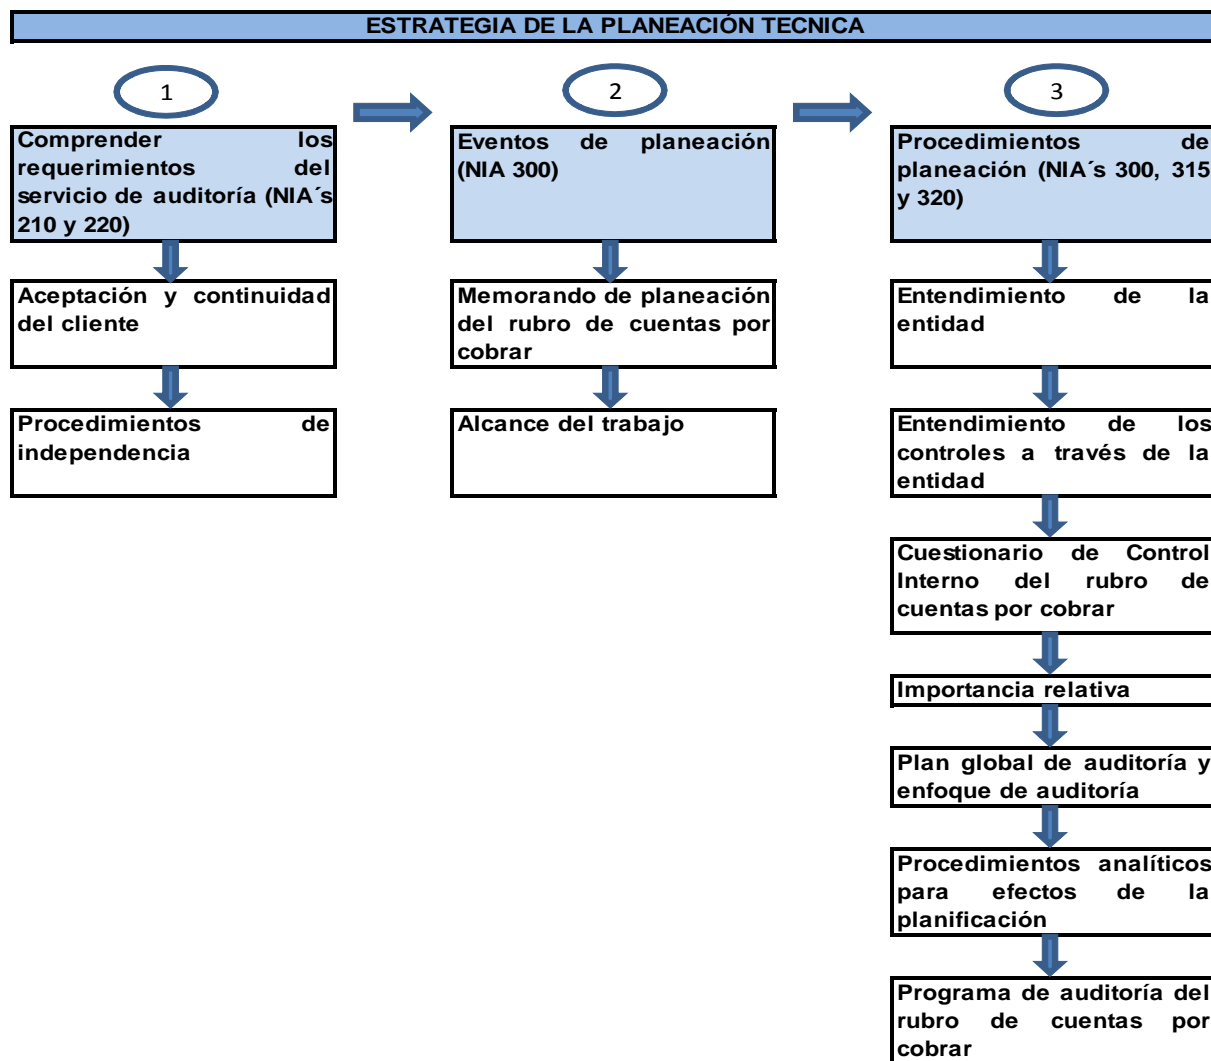 ESTRATEGIA DE LA PLANEACIÓN TECNICA
1
Comprender los
requerimientos del
servicio de auditoría (NIA´s
210 y 220)
Aceptación y continuidad
del cliente
Procedimientos de
independencia
2
Eventos de planeación
(NIA 300)
Memorando de planeación
del rubro de cuentas por
cobrar
Alcance del trabajo
3
Procedimientos de
planeación (NIA´s 300, 315
y 320)
Entendimiento de la
entidad
Entendimiento de los
controles a través de la
entidad
Cuestionario de Control
Interno del rubro de
cuentas por cobrar
Importancia relativa
Plan global de auditoría y
enfoque de auditoría
Procedimientos analíticos
para efectos de la
planificación
Programa de auditoría del
rubro de cuentas por
cobrar